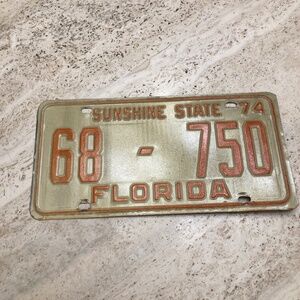 SUNSHINE STATE 74
68 - 750
FLORIDA